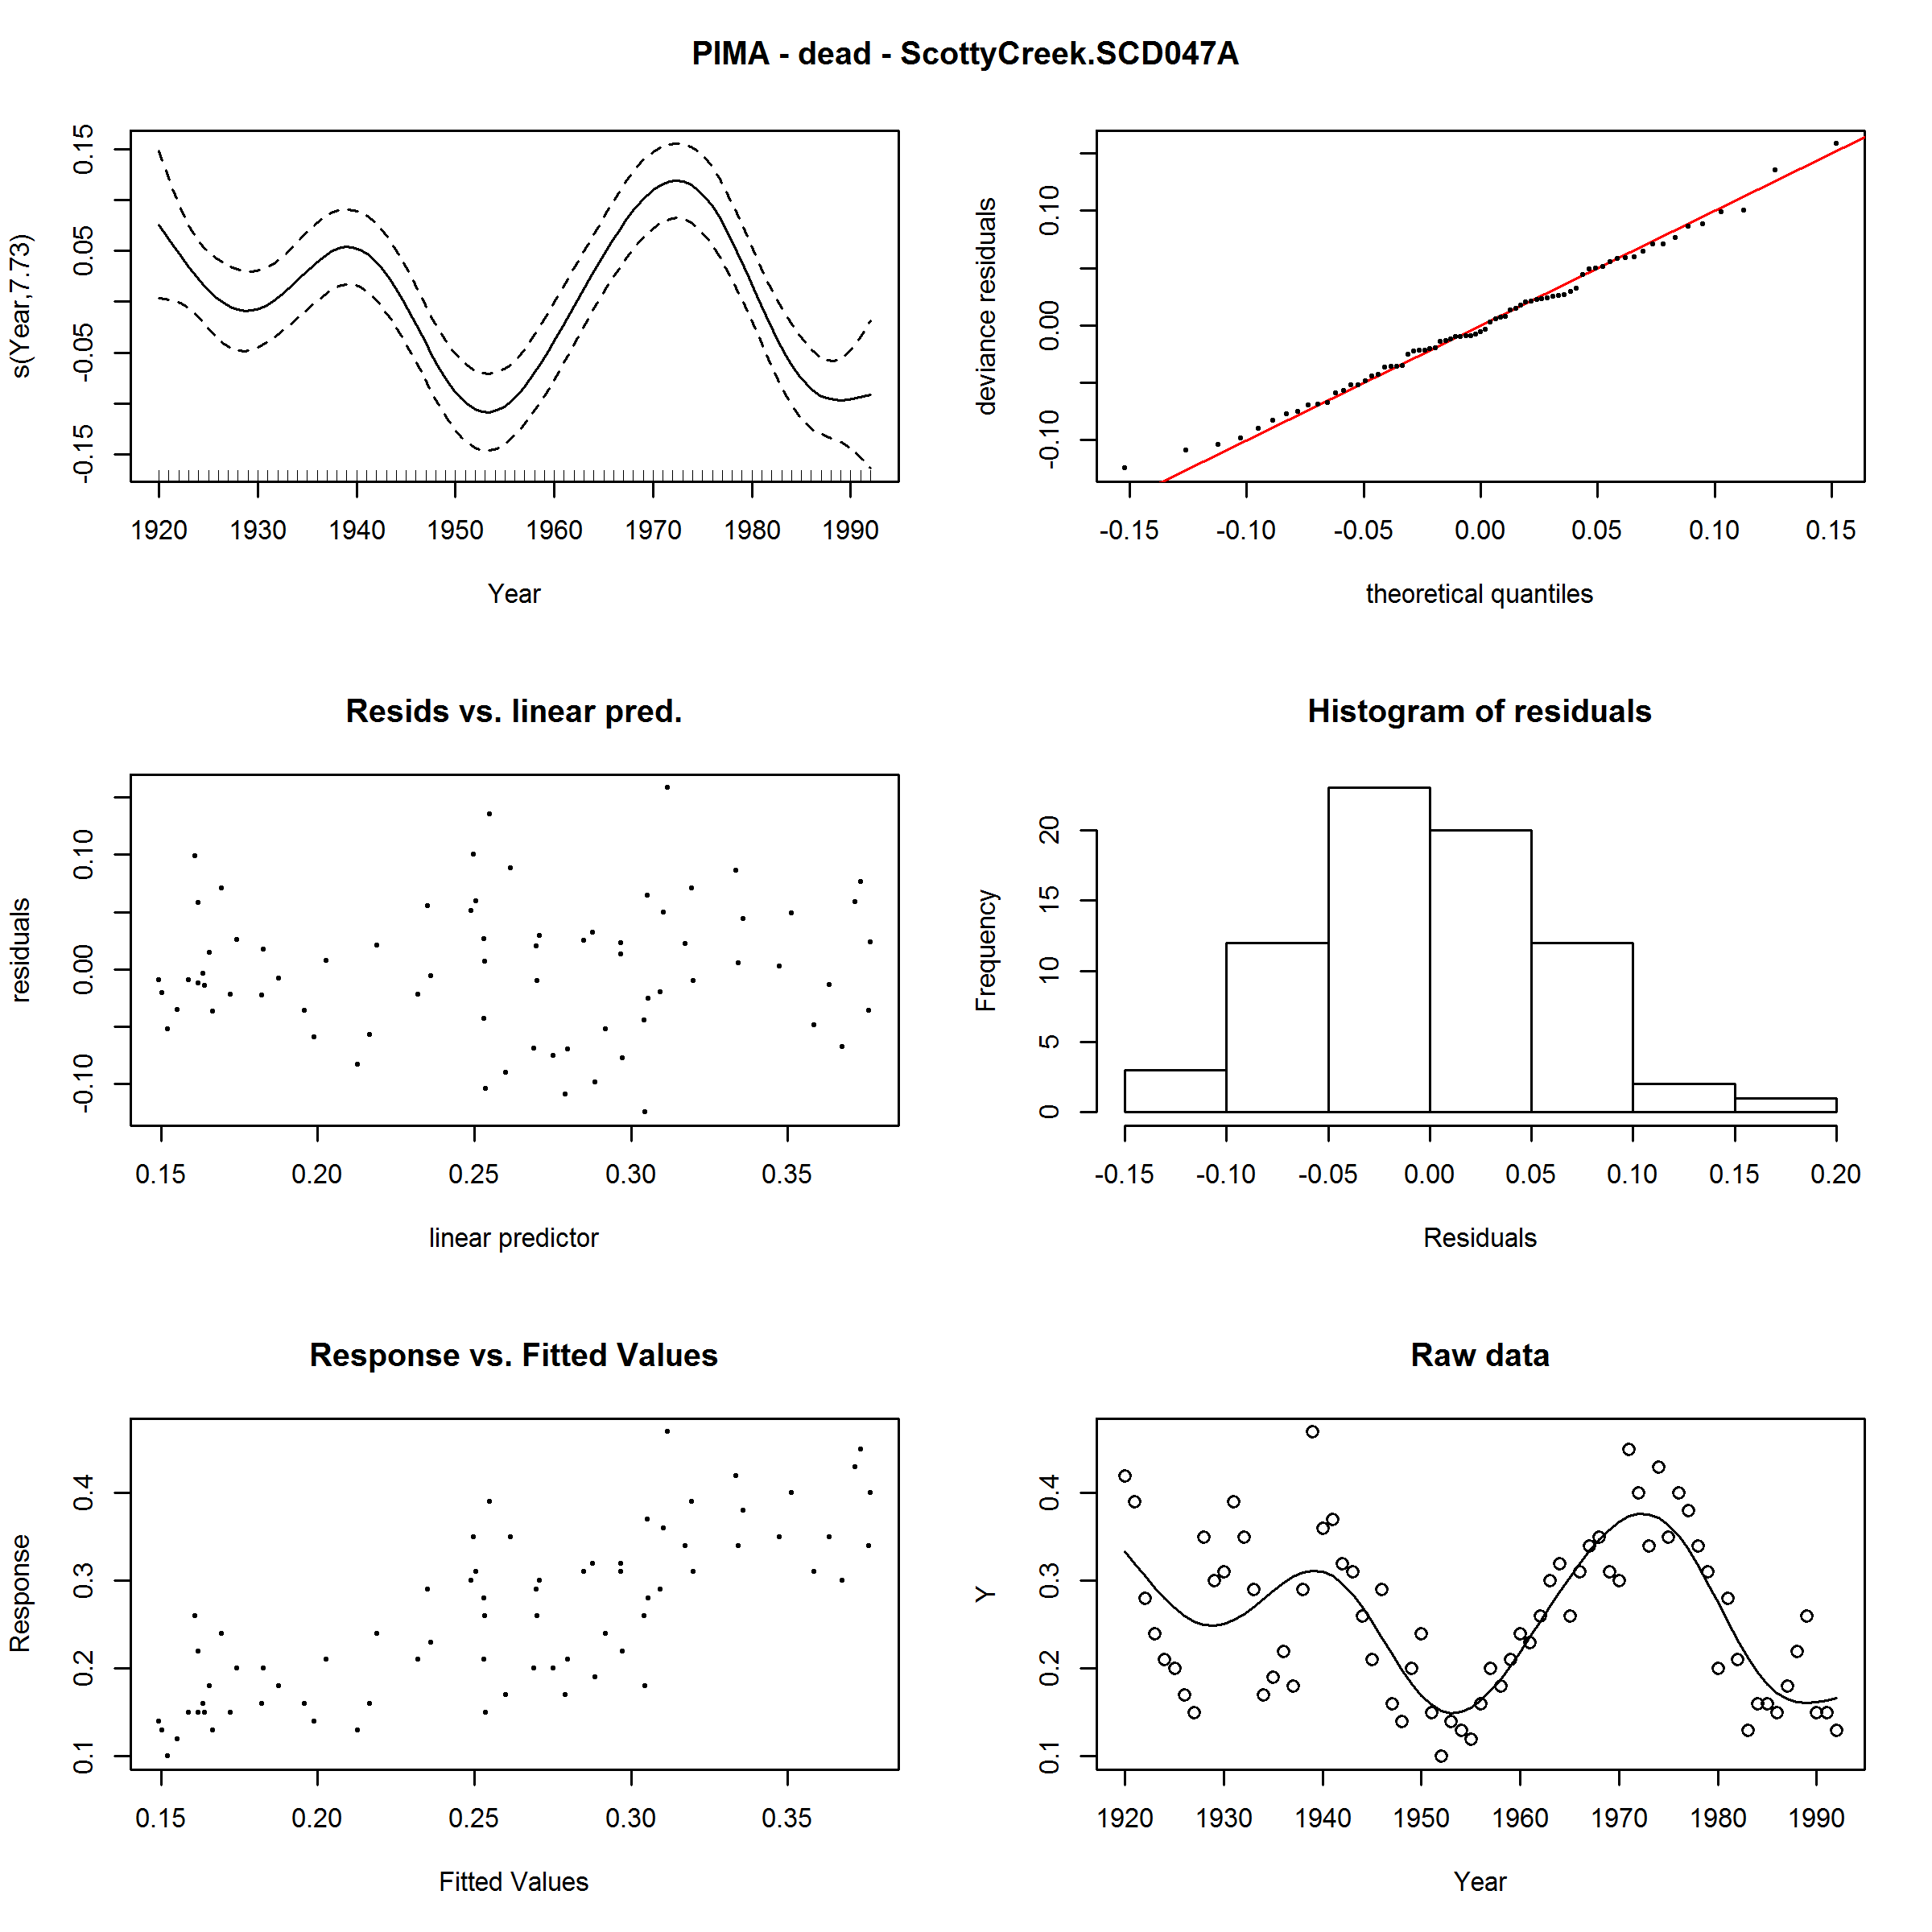 PIMA - dead - ScottyCreek.SCD047A
s(Year,7.73)
-0.15 -0.05 0.05 0.15
1920 1930 1940 1950 1960 1970 1980 1990
Year
deviance residuals
-0.10 0.00 0.10
-0.15 -0.10 -0.05 0.00 0.05 0.10 0.15
theoretical quantiles
Resids vs. linear pred.
residuals
-0.10 0.00 0.10
0.15 0.20 0.25 0.30 0.35
linear predictor
Histogram of residuals
Frequency
0 5 10 15 20
-0.15 -0.10 -0.05 0.00 0.05 0.10 0.15 0.20
Residuals
Response vs. Fitted Values
Response
0.1 0.2 0.3 0.4
0.15 0.20 0.25 0.30 0.35
Fitted Values
Raw data
Y
0.1 0.2 0.3 0.4
1920 1930 1940 1950 1960 1970 1980 1990
Year